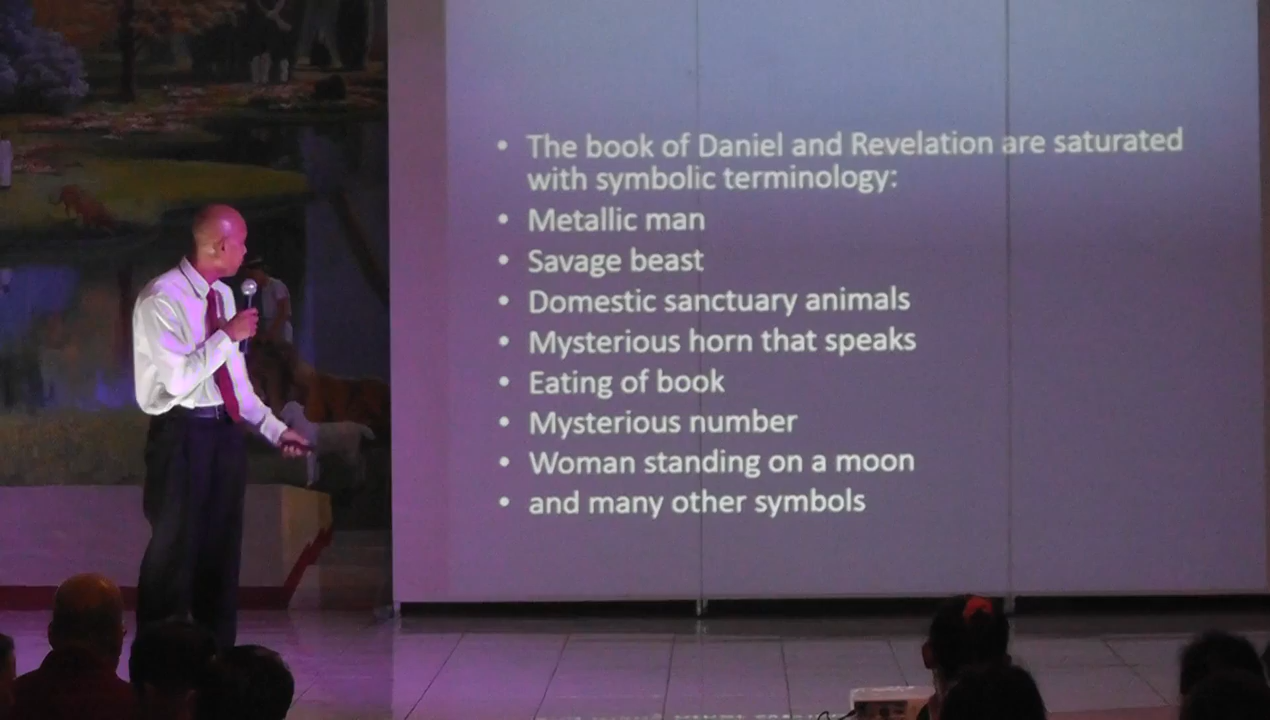 • The book of Daniel and Revelation are saturated
with symbolic terminology:
• Metallic man
• Savage beast
• Domestic sanctuary animals
• Mysterious horn that speaks
• Eating of book
• Mysterious number
• Woman standing on a moon
• and many other symbols